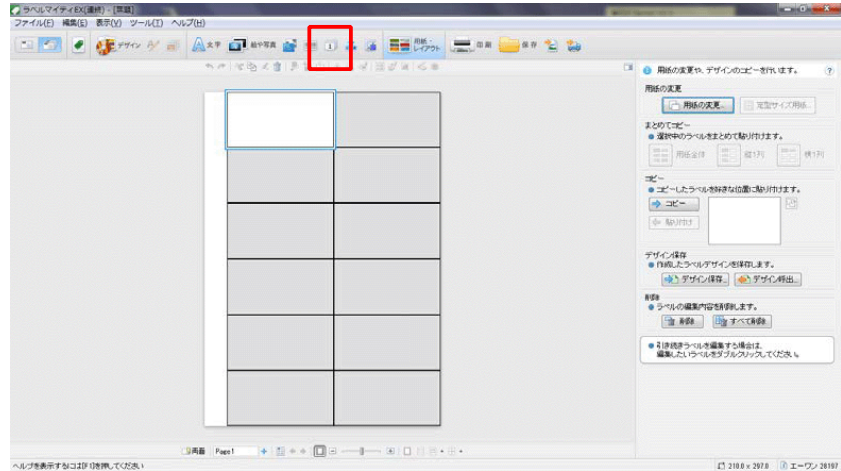 ラベルマイティEX(連続) - [無題]
ファイル(F) 編集(E) 表示(V) ツール(T) ヘルプ(H)
デザイン 文字 絵や写真 用紙・レイアウト 印刷 保存
用紙の変更や、デザインのコピーを行います。
用紙の変更
用紙の変更... 定型サイズ用紙...
まとめてコピー
選択中のラベルをまとめて貼り付けます。
用紙全体 縦1列 横1列
コピー
コピーしたラベルを好きな位置に貼り付けます。
コピー
貼り付け
デザイン保存
作成したラベルデザインを保存します。
デザイン保存... デザイン呼出...
削除
ラベルの編集内容を削除します。
削除 すべて削除
引き続きラベルを編集する場合は、
編集したいラベルをダブルクリックしてください。
両面 Page1
ヘルプを表示するには[F1]を押してください
210.0 x 297.0 エーワン 28197